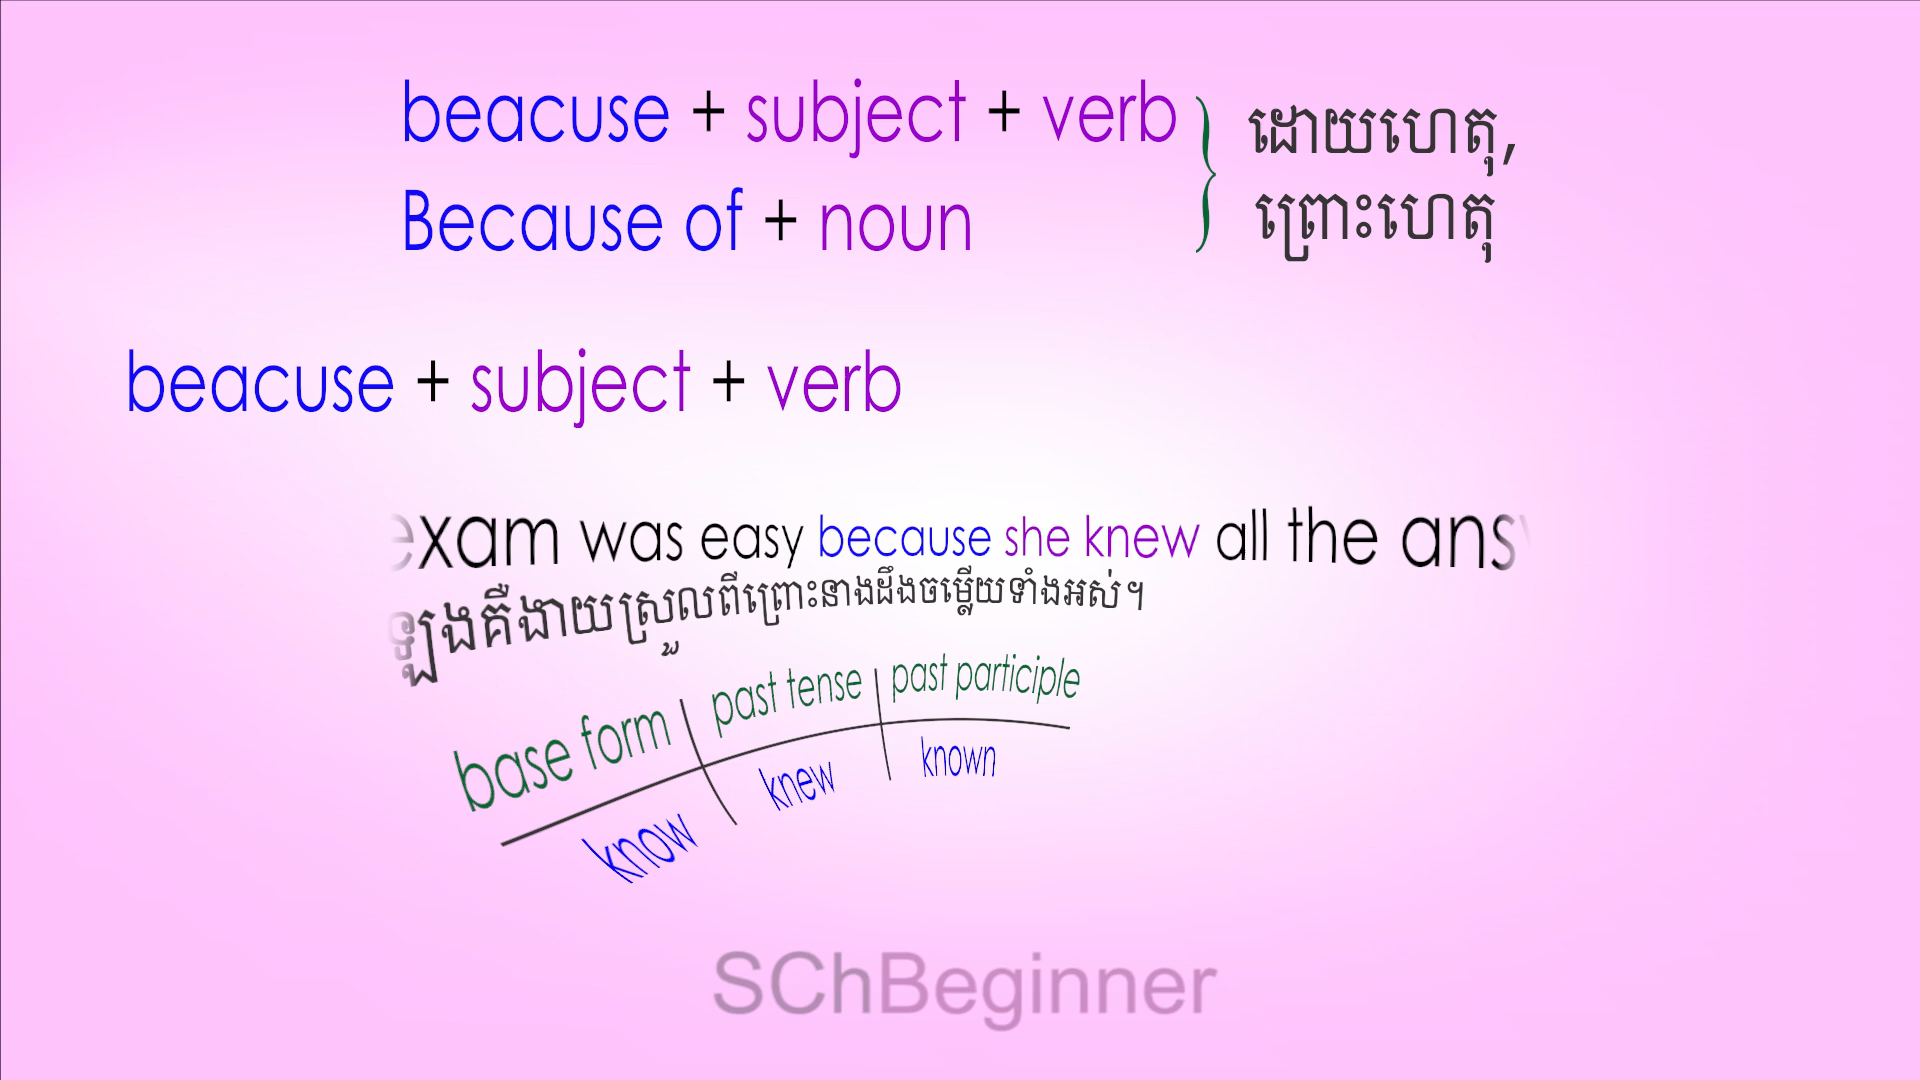 beacuse + subject + verb } ដោយហេតុ,
Because of + noun ព្រោះហេតុ
beacuse + subject + verb
exam was easy because she knew all the ans
ឡងគឺងាយស្រួលពីព្រោះនាងដឹងចម្លើយទាំងអស់។
base form past tense past participle
know knew known
SChBeginner